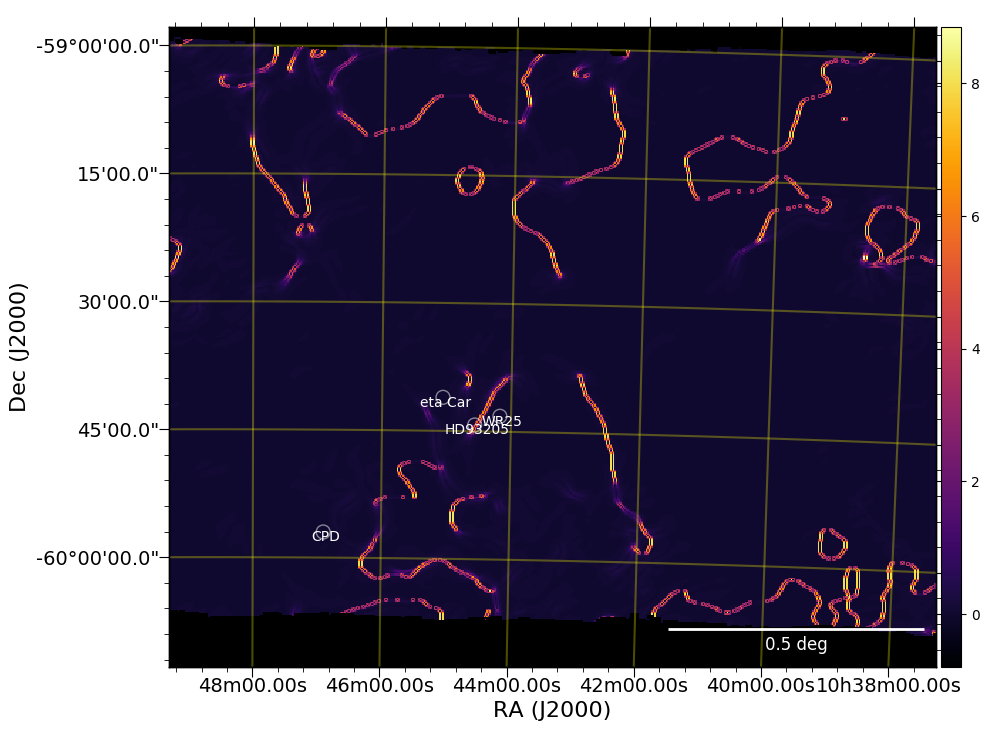 -59°00'00.0"
15'00.0"
30'00.0"
45'00.0"
-60°00'00.0"
Dec (J2000)
eta Car
WR25
HD93205
CPD
0.5 deg
8
6
4
2
0
48m00.00s 46m00.00s 44m00.00s 42m00.00s 40m00.00s 10h38m00.00s
RA (J2000)